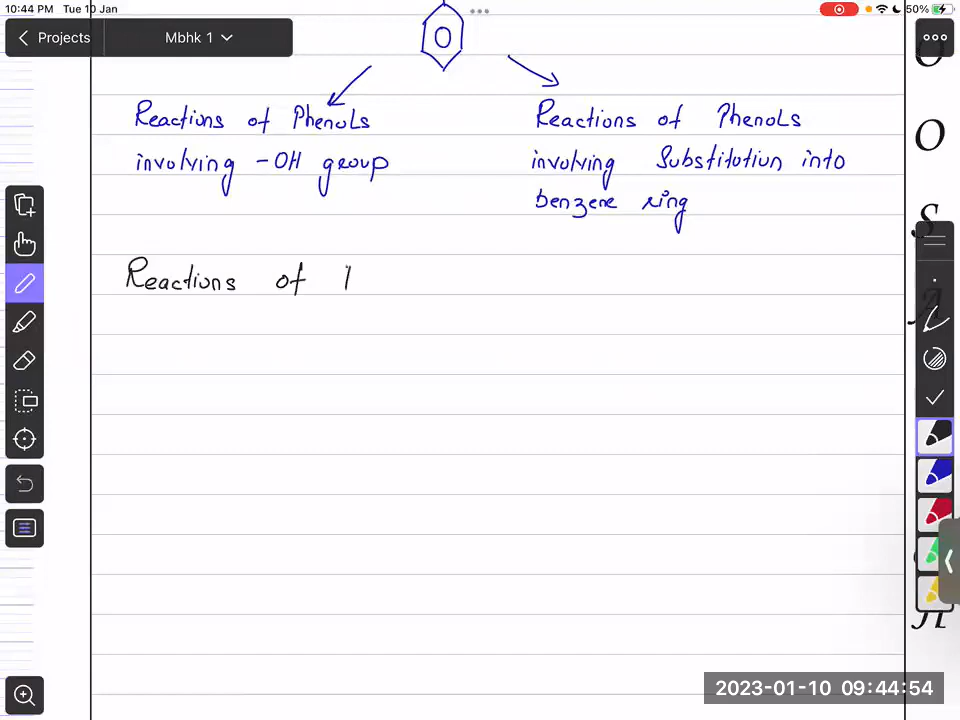 10:44 PM Tue 10 Jan
50%
Projects
Mbhk 1
Reactions of Phenols
involving -OH group
Reactions of Phenols
involving Substitution into
benzene ring
Reactions of
O
O
S
A
2023-01-10 09:44:54